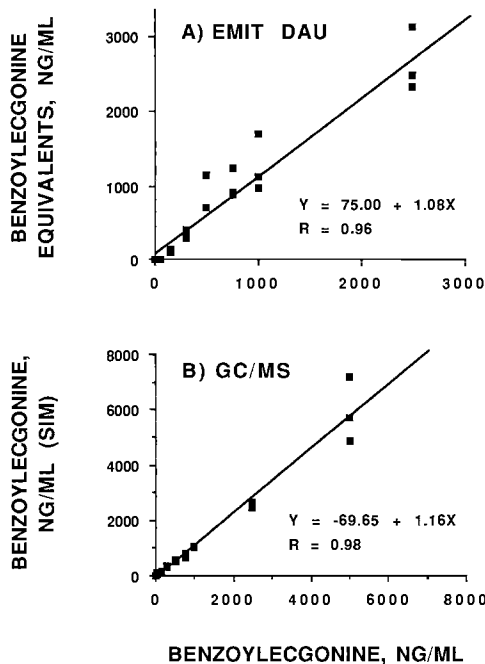 A) EMIT DAU
BENZOYLECGONINE
EQUIVALENTS, NG/ML
3000
2000
1000
0
Y = 75.00 + 1.08X
R = 0.96
0 1000 2000 3000
B) GC/MS
BENZOYLECGONINE,
NG/ML (SIM)
8000
6000
4000
2000
0
Y = -69.65 + 1.16X
R = 0.98
0 2000 4000 6000 8000
BENZOYLECGONINE, NG/ML